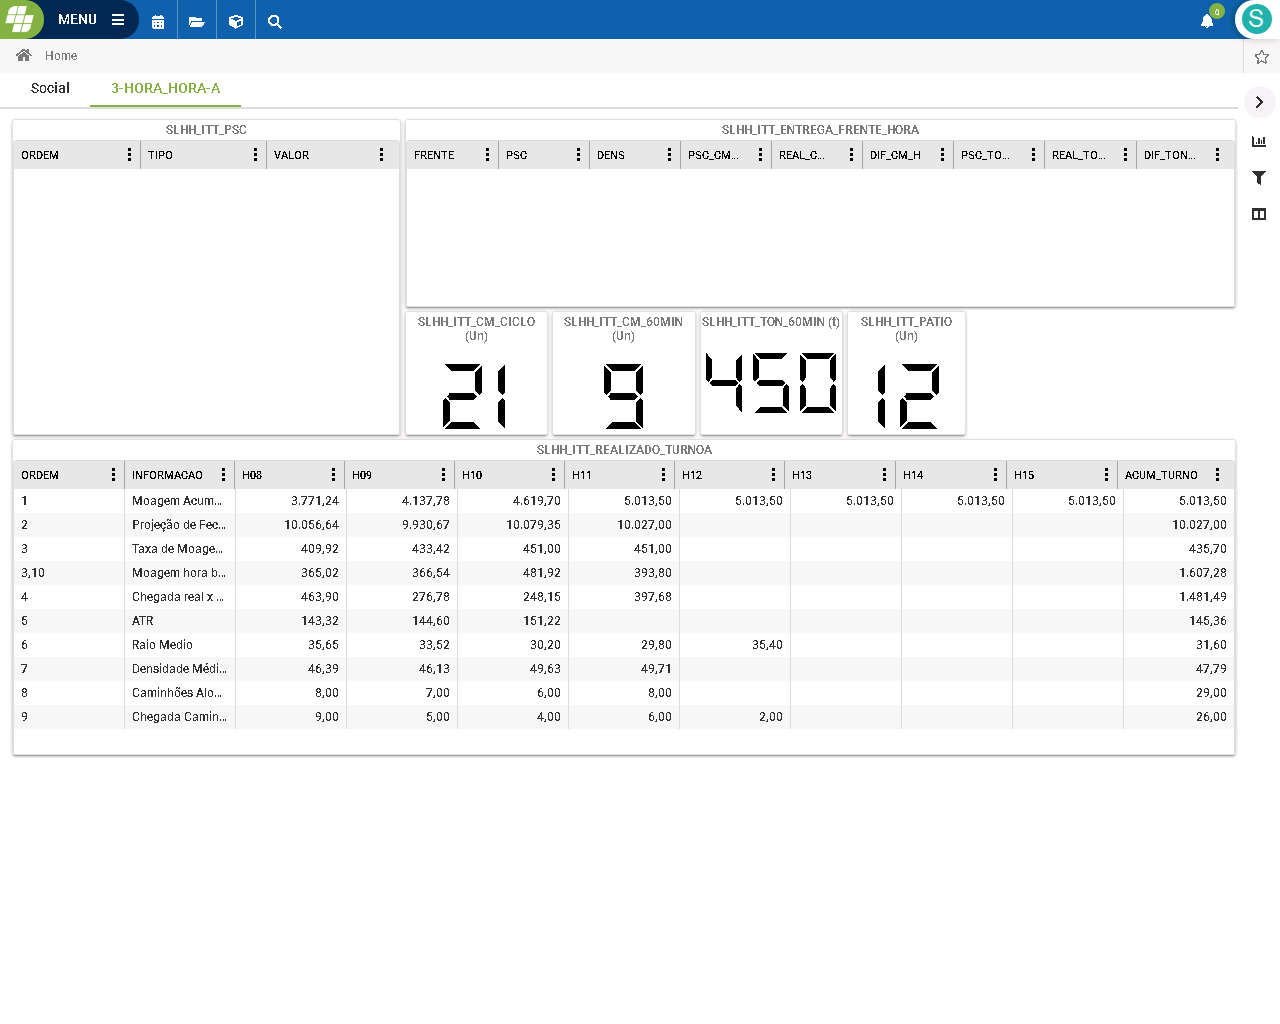 MENU
0
S
Home
Social 3-HORA_HORA-A
SLHH_ITT_PSC
ORDEM TIPO VALOR
SLHH_ITT_ENTREGA_FRENTE_HORA
FRENTE PSC DENS PSC_CM... REAL_C... DIF_CM_H PSC_TO... REAL_TO... DIF_TON...
SLHH_ITT_CM_CICLO
(Un)
21
SLHH_ITT_CM_60MIN
(Un)
9
SLHH_ITT_TON_60MIN (t)
450
SLHH_ITT_PATIO
(Un)
12
SLHH_ITT_REALIZADO_TURNOA
ORDEM INFORMACAO H08 H09 H10 H11 H12 H13 H14 H15 ACUM_TURNO
1 Moagem Acum... 3.771,24 4.137,78 4.619,70 5.013,50 5.013,50 5.013,50 5.013,50 5.013,50 5.013,50
2 Projeção de Fec... 10.056,64 9.930,67 10.079,35 10.027,00 10.027,00
3 Taxa de Moage... 409,92 433,42 451,00 451,00 435,70
3,10 Moagem hora b... 365,02 366,54 481,92 393,80 1.607,28
4 Chegada real x ... 463,90 276,78 248,15 397,68 1.481,49
5 ATR 143,32 144,60 151,22 145,36
6 Raio Medio 35,65 33,52 30,20 29,80 35,40 31,60
7 Densidade Médi... 46,39 46,13 49,63 49,71 47,79
8 Caminhões Alo... 8,00 7,00 6,00 8,00 29,00
9 Chegada Camin... 9,00 5,00 4,00 6,00 2,00 26,00